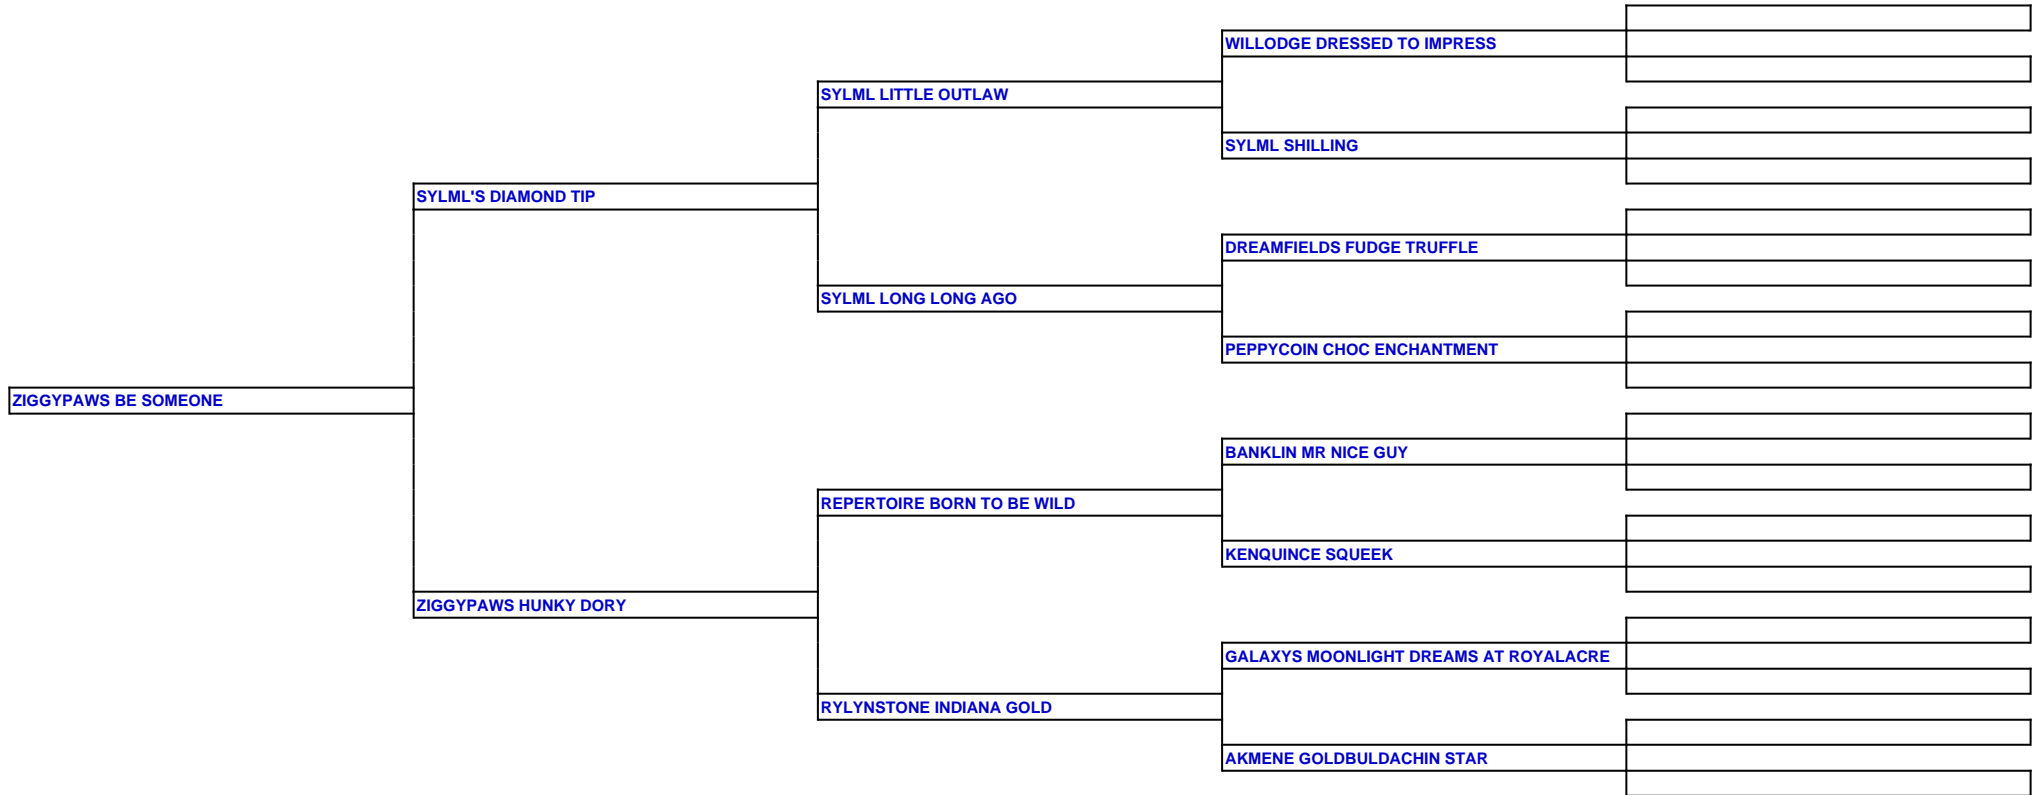 WILLODGE DRESSED TO IMPRESS
SYLML LITTLE OUTLAW
SYLML SHILLING
SYLML'S DIAMOND TIP
DREAMFIELDS FUDGE TRUFFLE
SYLML LONG LONG AGO
PEPPYCOIN CHOC ENCHANTMENT
ZIGGYPAWS BE SOMEONE
BANKLIN MR NICE GUY
REPERTOIRE BORN TO BE WILD
KENQUINCE SQUEEK
ZIGGYPAWS HUNKY DORY
GALAXYS MOONLIGHT DREAMS AT ROYALACRE
RYLYNSTONE INDIANA GOLD
AKMENE GOLDBULDACHIN STAR